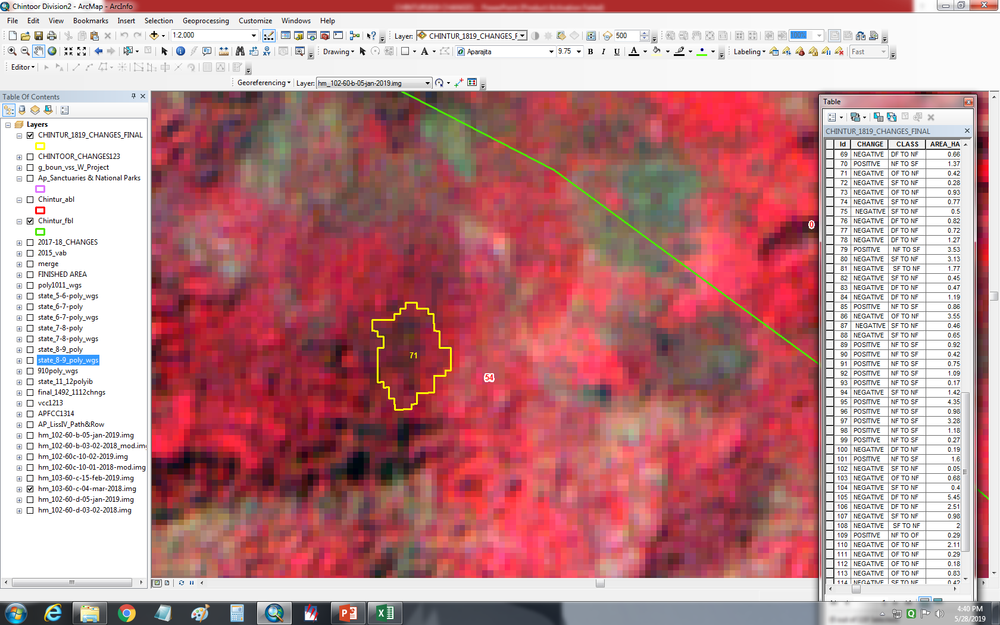 Chintoor Division2 - ArcMap - ArcInfo
File Edit View Bookmarks Insert Selection Geoprocessing Customize Windows Help
1:2,000
Layer: CHINTUR_1819_CHANGES_F
500
100%
Drawing
Aparajita
9.75
B I U A
Labeling
Fast
Editor
Georeferencing Layer: hm_102-60-b-05-jan-2019.img
Table Of Contents
Layers
CHINTUR_1819_CHANGES_FINAL
CHINTOOR_CHANGES123
g_boun_vss_W_Project
Ap_Sanctuaries & National Parks
Chintur_abl
Chintur_fbl
2017-18_CHANGES
2015_vab
merge
FINISHED AREA
poly1011_wgs
state_5-6-poly_wgs
state_6-7-poly
state_6-7-poly_wgs
state_7-8-poly
state_7-8-poly_wgs
state_8-9_poly
state_8-9_poly_wgs
910poly_wgs
state_11_12polyib
final_1492_1112chngs
vcc1213
APFCC1314
AP_LissIV_Path&Row
hm_102-60-b-05-jan-2019.img
hm_102-60-b-03-02-2018_mod.img
hm_102-60c-10-02-2019.img
hm_102-60c-10-01-2018-mod.img
hm_103-60-c-15-feb-2019.img
hm_103-60-c-04-mar-2018.img
hm_102-60-d-05-jan-2019.img
hm_102-60-d-03-02-2018.img
71
54
0
Table
CHINTUR_1819_CHANGES_FINAL
Id CHANGE CLASS AREA_HA
69 NEGATIVE DF TO NF 0.66
70 POSITIVE NF TO SF 1.37
71 NEGATIVE OF TO NF 0.42
72 NEGATIVE SF TO NF 0.28
73 NEGATIVE OF TO NF 0.93
74 NEGATIVE SF TO NF 0.77
75 NEGATIVE SF TO NF 0.5
76 NEGATIVE DF TO NF 0.82
77 NEGATIVE DF TO NF 0.72
78 NEGATIVE DF TO NF 1.27
79 POSITIVE NF TO SF 3.53
80 NEGATIVE SF TO NF 3.13
81 NEGATIVE SF TO NF 1.77
82 NEGATIVE SF TO NF 0.45
83 NEGATIVE DF TO NF 0.47
84 NEGATIVE DF TO NF 1.19
85 POSITIVE NF TO SF 0.86
86 NEGATIVE OF TO NF 3.55
87 NEGATIVE SF TO NF 0.46
88 NEGATIVE SF TO NF 0.65
89 POSITIVE NF TO SF 0.92
90 POSITIVE NF TO SF 0.42
91 POSITIVE NF TO SF 0.75
92 POSITIVE NF TO SF 1.09
93 POSITIVE NF TO SF 0.17
94 NEGATIVE SF TO NF 1.42
95 POSITIVE NF TO SF 4.35
96 POSITIVE NF TO SF 0.98
97 POSITIVE NF TO SF 3.28
98 POSITIVE NF TO SF 1.18
99 POSITIVE NF TO SF 0.27
100 NEGATIVE DF TO NF 0.19
101 POSITIVE NF TO SF 1.6
102 NEGATIVE SF TO NF 0.05
103 NEGATIVE OF TO NF 0.68
104 NEGATIVE SF TO NF 0.4
105 NEGATIVE DF TO NF 5.45
106 NEGATIVE DF TO NF 2.51
107 NEGATIVE SF TO NF 0.98
108 NEGATIVE SF TO NF 2
109 POSITIVE NF TO OF 0.29
110 NEGATIVE OF TO NF 2.11
111 NEGATIVE OF TO NF 0.29
112 NEGATIVE OF TO NF 0.18
113 NEGATIVE OF TO NF 0.83
114 NEGATIVE SF TO NF 0.42
4:40 PM
5/28/2019